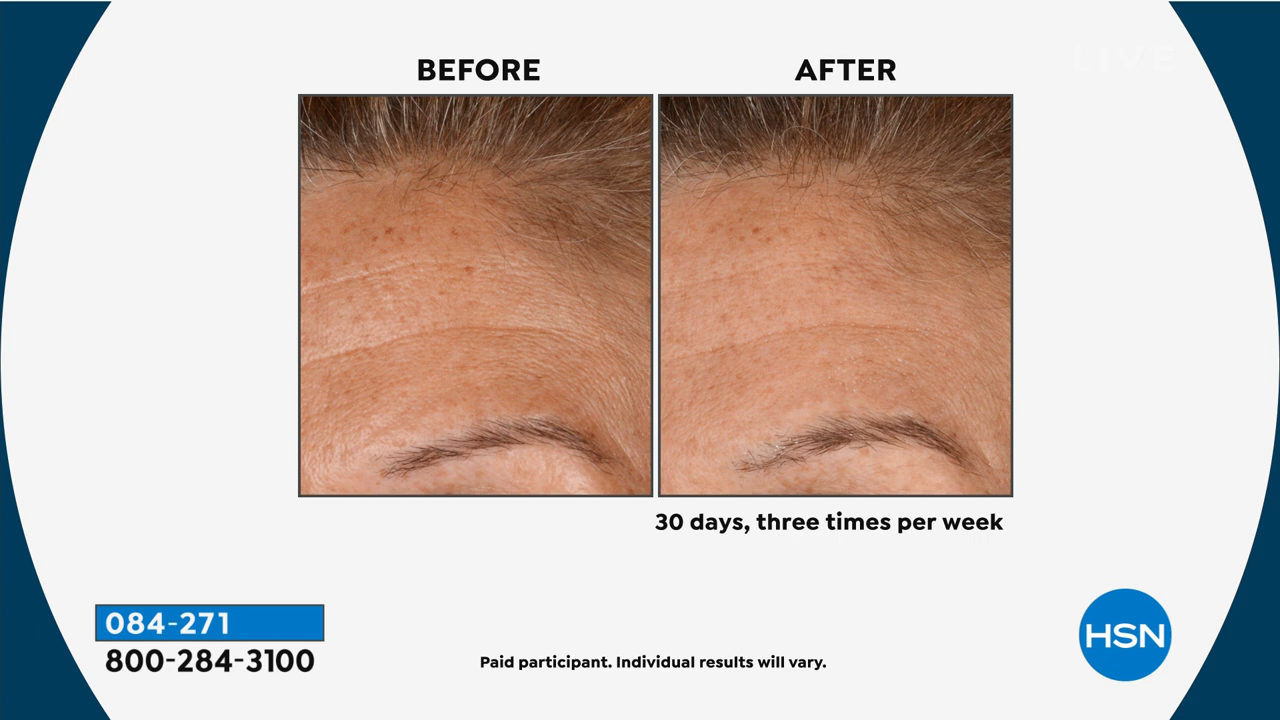 LIVE
BEFORE
AFTER
30 days, three times per week
084-271
800-284-3100
Paid participant. Individual results will vary.
HSN